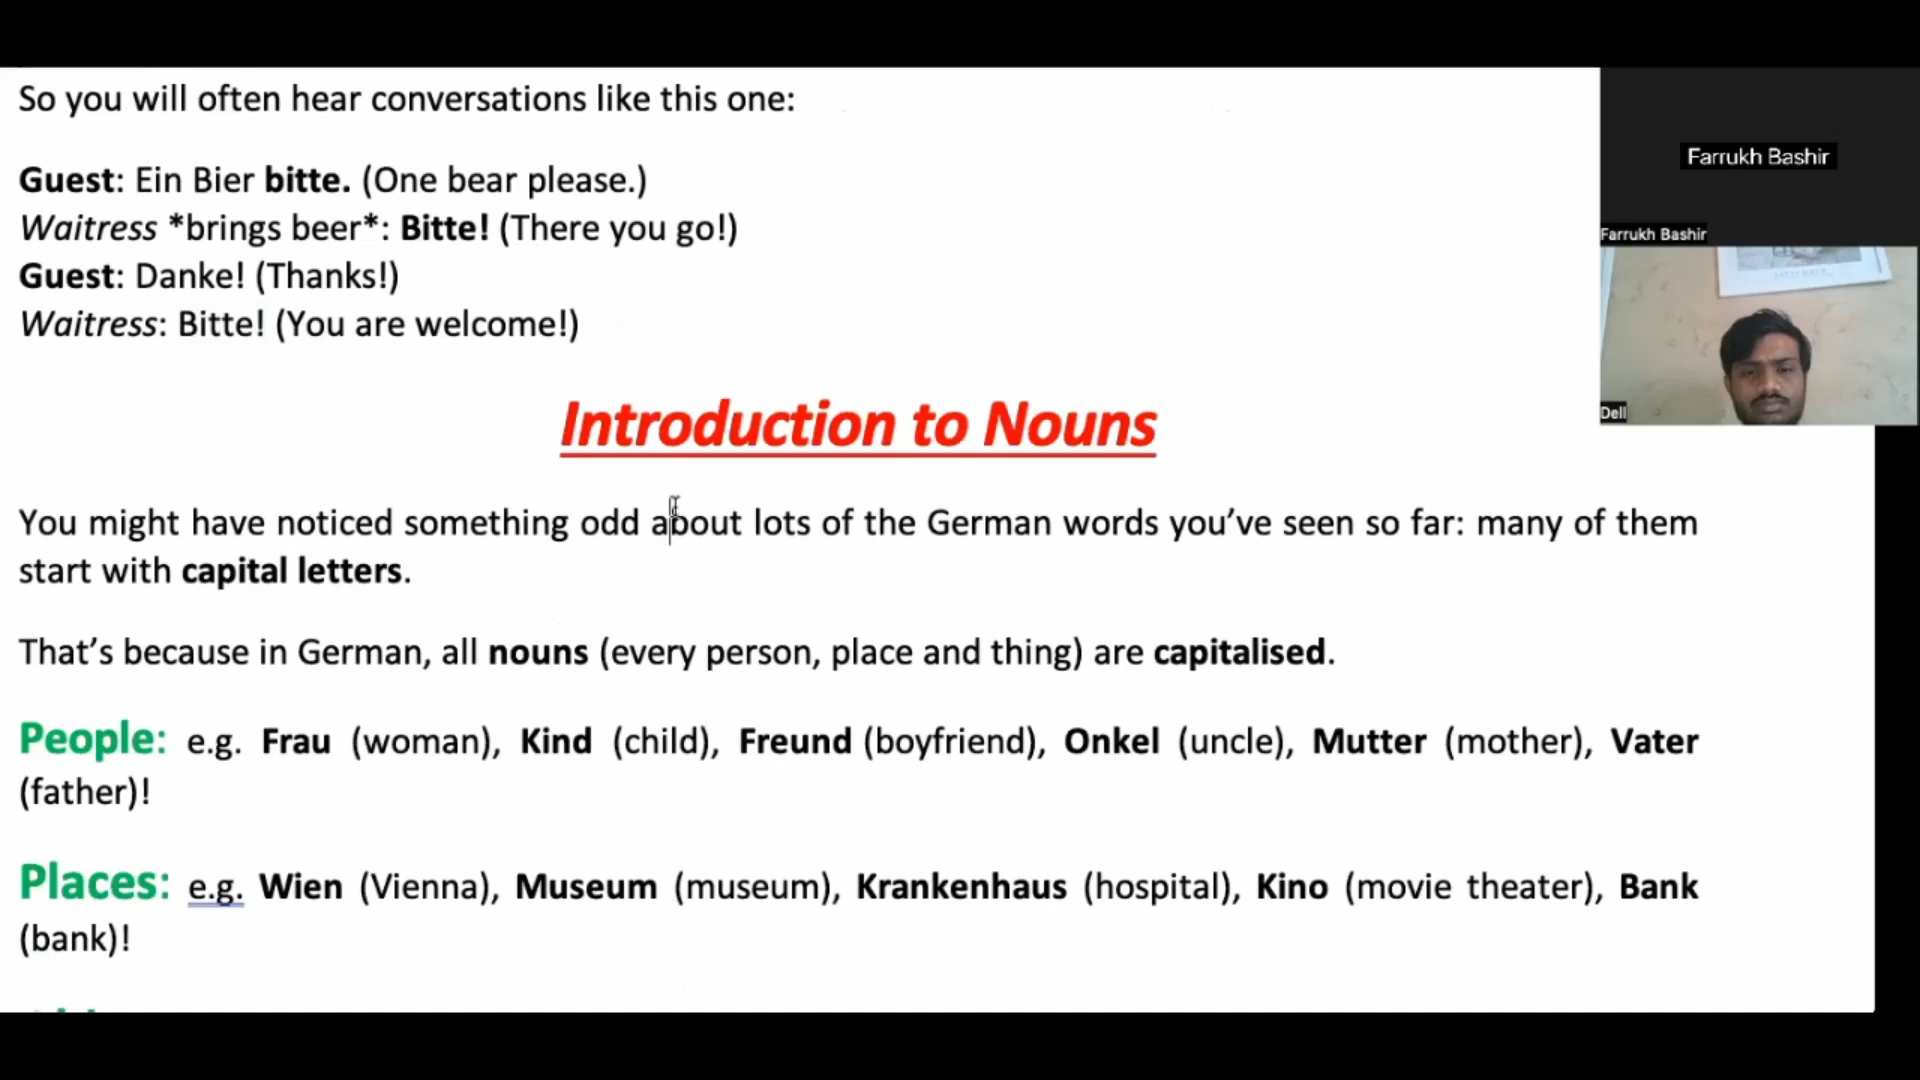 So you will often hear conversations like this one:
Guest: Ein Bier bitte. (One bear please.)
Waitress *brings beer*: Bitte! (There you go!)
Guest: Danke! (Thanks!)
Waitress: Bitte! (You are welcome!)
Introduction to Nouns
You might have noticed something odd about lots of the German words you’ve seen so far: many of them
start with capital letters.
That’s because in German, all nouns (every person, place and thing) are capitalised.
People: e.g. Frau (woman), Kind (child), Freund (boyfriend), Onkel (uncle), Mutter (mother), Vater
(father)!
Places: e.g. Wien (Vienna), Museum (museum), Krankenhaus (hospital), Kino (movie theater), Bank
(bank)!
Farrukh Bashir
Farrukh Bashir
Dell